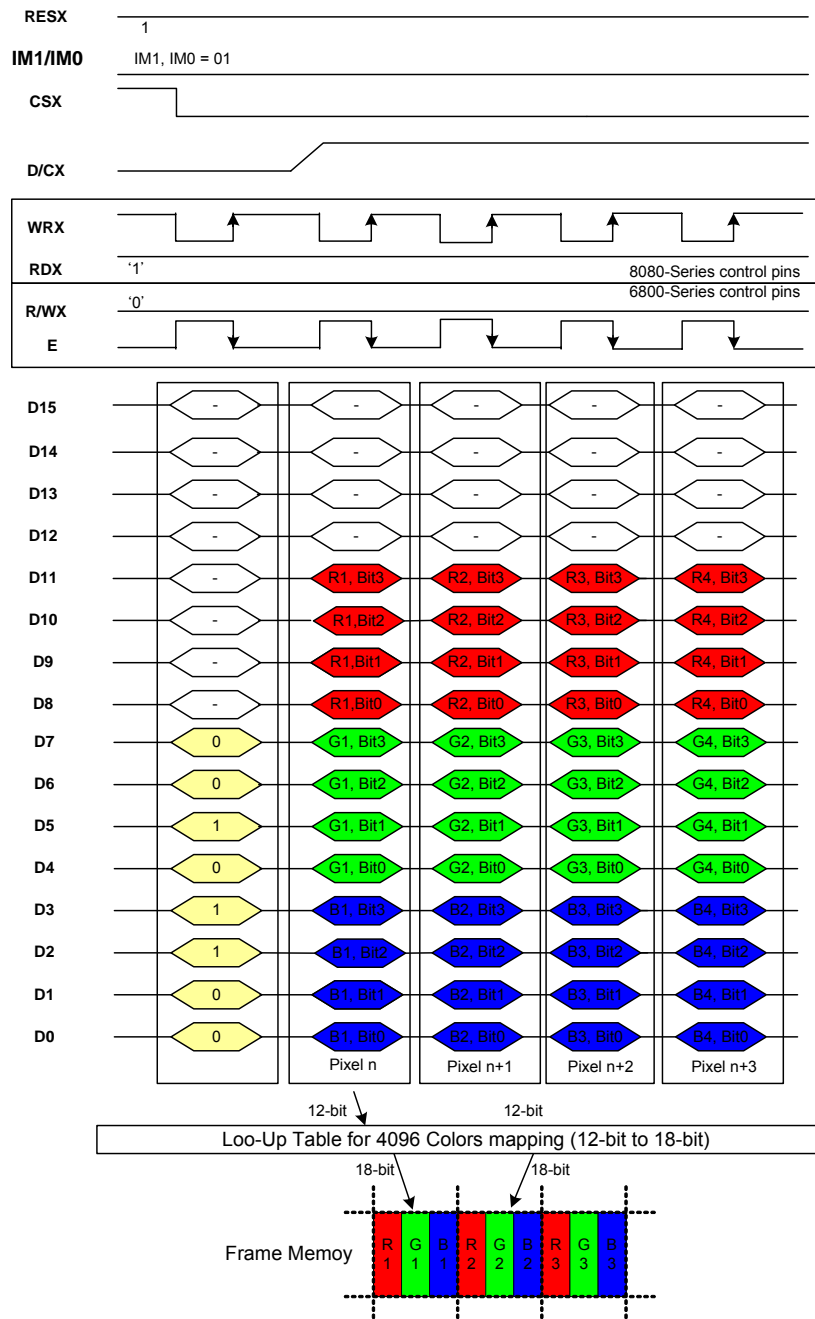 RESX
1
IM1/IM0
IM1, IM0 = 01
CSX
D/CX
WRX
RDX
‘1’
8080-Series control pins
6800-Series control pins
R/WX
‘0’
E
D15 - - - - -
D14 - - - - -
D13 - - - - -
D12 - - - - -
D11 - R1, Bit3 R2, Bit3 R3, Bit3 R4, Bit3
D10 - R1,Bit2 R2, Bit2 R3, Bit2 R4, Bit2
D9 - R1,Bit1 R2, Bit1 R3, Bit1 R4, Bit1
D8 - R1,Bit0 R2, Bit0 R3, Bit0 R4, Bit0
D7 0 G1, Bit3 G2, Bit3 G3, Bit3 G4, Bit3
D6 0 G1, Bit2 G2, Bit2 G3, Bit2 G4, Bit2
D5 1 G1, Bit1 G2, Bit1 G3, Bit1 G4, Bit1
D4 0 G1, Bit0 G2, Bit0 G3, Bit0 G4, Bit0
D3 1 B1, Bit3 B2, Bit3 B3, Bit3 B4, Bit3
D2 1 B1, Bit2 B2, Bit2 B3, Bit2 B4, Bit2
D1 0 B1, Bit1 B2, Bit1 B3, Bit1 B4, Bit1
D0 0 B1, Bit0 B2, Bit0 B3, Bit0 B4, Bit0
Pixel n Pixel n+1 Pixel n+2 Pixel n+3
12-bit 12-bit
Loo-Up Table for 4096 Colors mapping (12-bit to 18-bit)
18-bit 18-bit
Frame Memoy
R G B R G B R G B
1 1 1 2 2 2 3 3 3